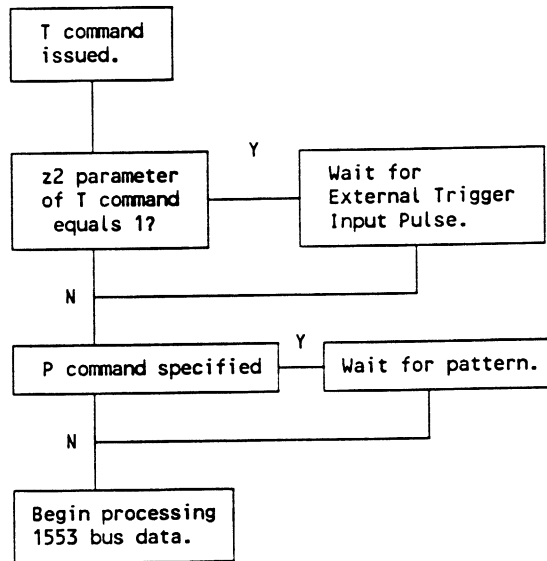 T command
issued.
Y
z2 parameter
of T command
equals 1?
Wait for
External Trigger
Input Pulse.
N
Y
P command specified
Wait for pattern.
N
Begin processing
1553 bus data.